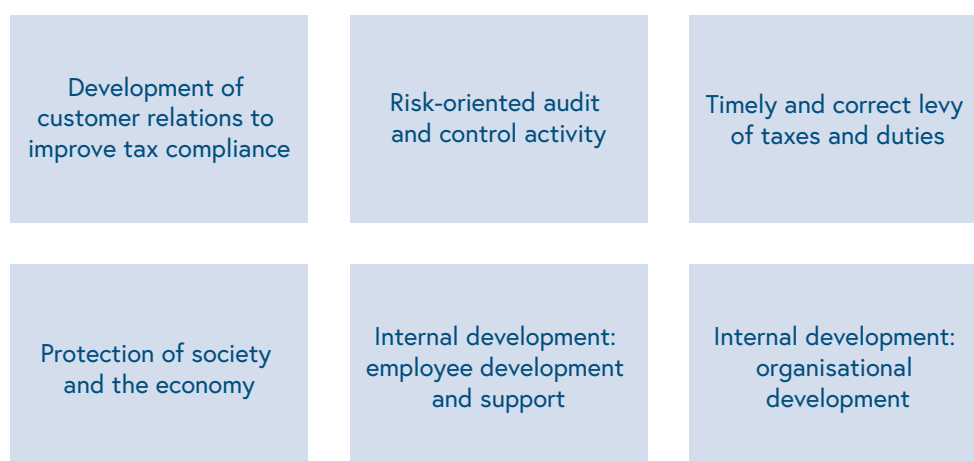 Development of
customer relations to
improve tax compliance
Risk-oriented audit
and control activity
Timely and correct levy
of taxes and duties
Protection of society
and the economy
Internal development:
employee development
and support
Internal development:
organisational
development